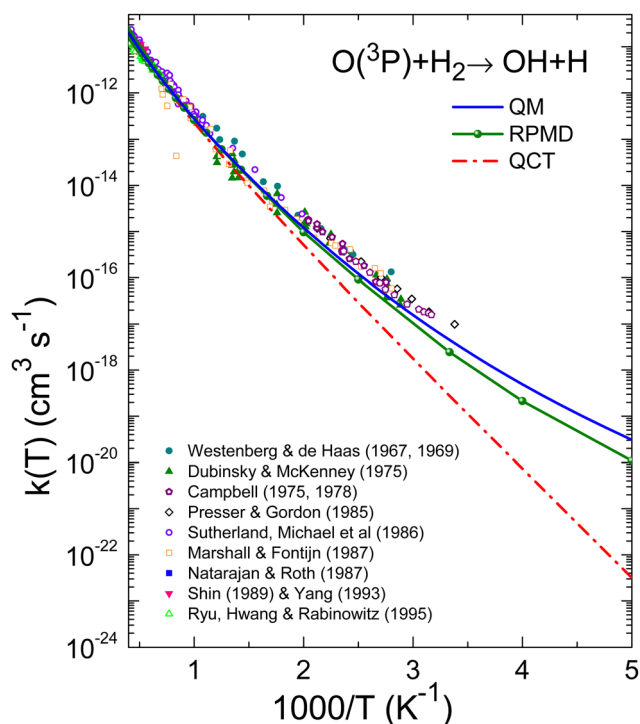 O(³P)+H₂→ OH+H
QM
RPMD
QCT
k(T) (cm³ s⁻¹)
10⁻¹²
10⁻¹⁴
10⁻¹⁶
10⁻¹⁸
10⁻²⁰
10⁻²²
10⁻²⁴
Westenberg & de Haas (1967, 1969)
Dubinsky & McKenney (1975)
Campbell (1975, 1978)
Presser & Gordon (1985)
Sutherland, Michael et al (1986)
Marshall & Fontijn (1987)
Natarajan & Roth (1987)
Shin (1989) & Yang (1993)
Ryu, Hwang & Rabinowitz (1995)
1 2 3 4 5
1000/T (K⁻¹)